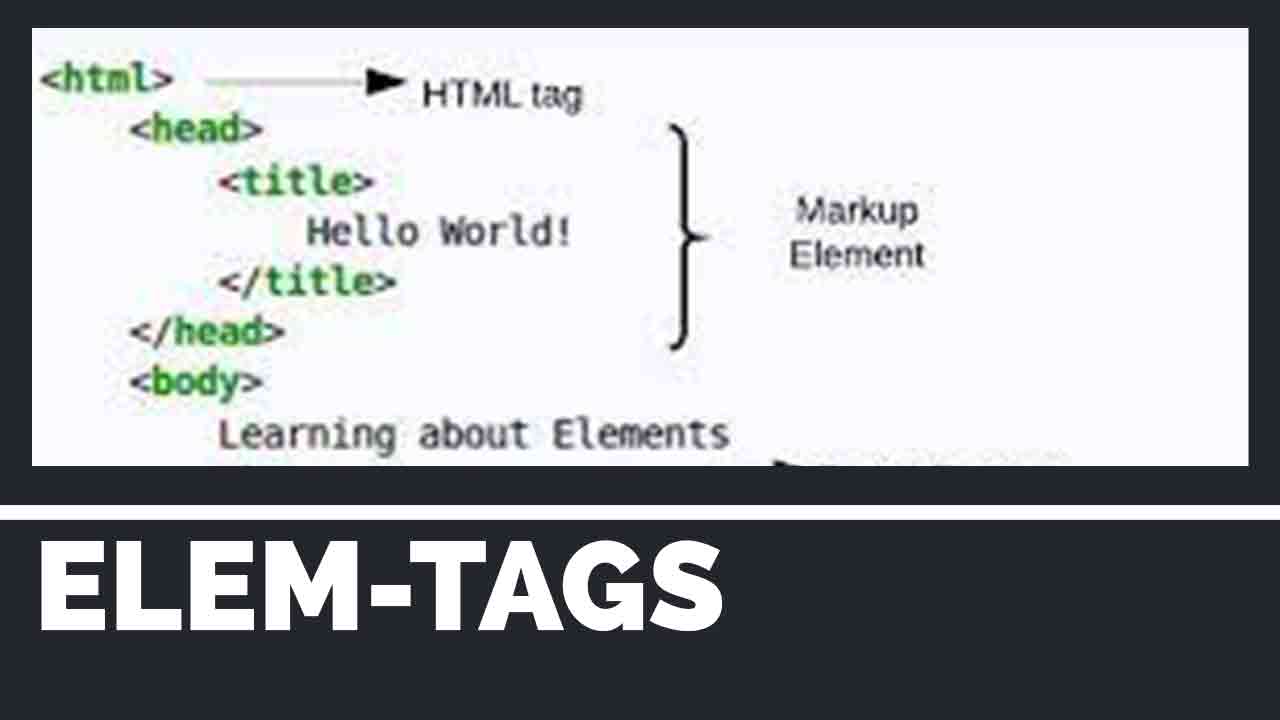 <html> HTML tag
<head>
<title>
Hello World!
</title>
</head>
<body>
Learning about Elements
Markup
Element
ELEM-TAGS